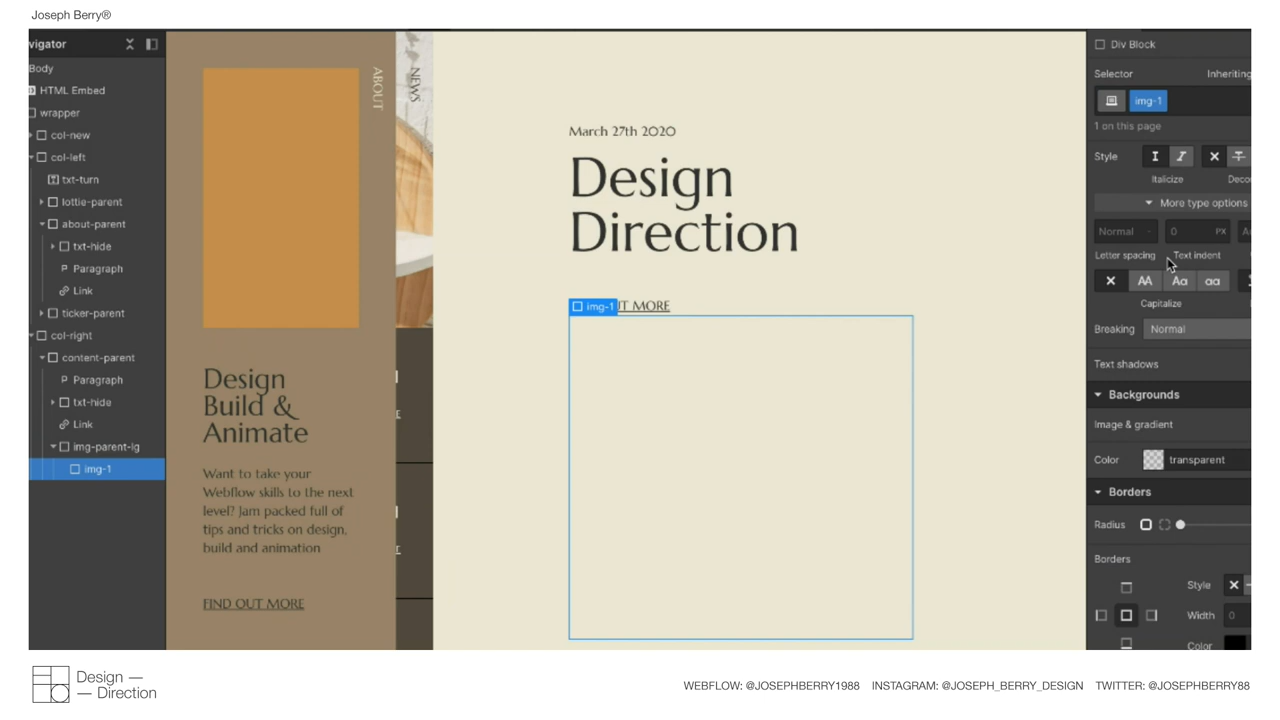 Joseph Berry®
vigator
Body
HTML Embed
wrapper
col-new
col-left
txt-turn
lottie-parent
about-parent
txt-hide
Paragraph
Link
ticker-parent
col-right
content-parent
Paragraph
txt-hide
Link
img-parent-lg
img-1
ABOUT
NEWS
Design
Build &
Animate
Want to take your
Webflow skills to the next
level? Jam packed full of
tips and tricks on design,
build and animation
FIND OUT MORE
March 27th 2020
Design
Direction
img-1
UT MORE
Div Block
Selector
Inheriting
img-1
1 on this page
Style
Italicize
Deco
More type options
Normal
0 PX
Letter spacing
Text indent
AA Aa aa
Capitalize
Breaking
Normal
Text shadows
Backgrounds
Image & gradient
Color
transparent
Borders
Radius
Borders
Style
Width
0
Color
Design —
— Direction
WEBFLOW: @JOSEPHBERRY1988 INSTAGRAM: @JOSEPH_BERRY_DESIGN TWITTER: @JOSEPHBERRY88